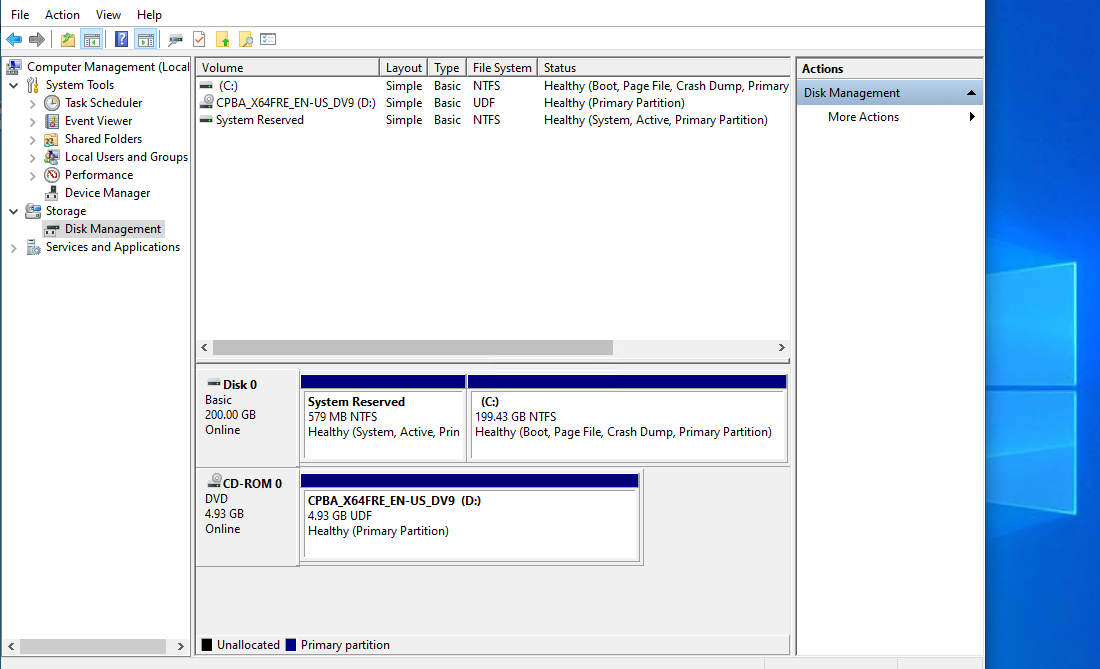 File Action View Help
Computer Management (Local
System Tools
Task Scheduler
Event Viewer
Shared Folders
Local Users and Groups
Performance
Device Manager
Storage
Disk Management
Services and Applications
Volume Layout Type File System Status
(C:) Simple Basic NTFS Healthy (Boot, Page File, Crash Dump, Primary
CPBA_X64FRE_EN-US_DV9 (D:) Simple Basic UDF Healthy (Primary Partition)
System Reserved Simple Basic NTFS Healthy (System, Active, Primary Partition)
Disk 0
Basic
200.00 GB
Online
System Reserved
579 MB NTFS
Healthy (System, Active, Prin
(C:)
199.43 GB NTFS
Healthy (Boot, Page File, Crash Dump, Primary Partition)
CD-ROM 0
DVD
4.93 GB
Online
CPBA_X64FRE_EN-US_DV9 (D:)
4.93 GB UDF
Healthy (Primary Partition)
Unallocated Primary partition
Actions
Disk Management
More Actions